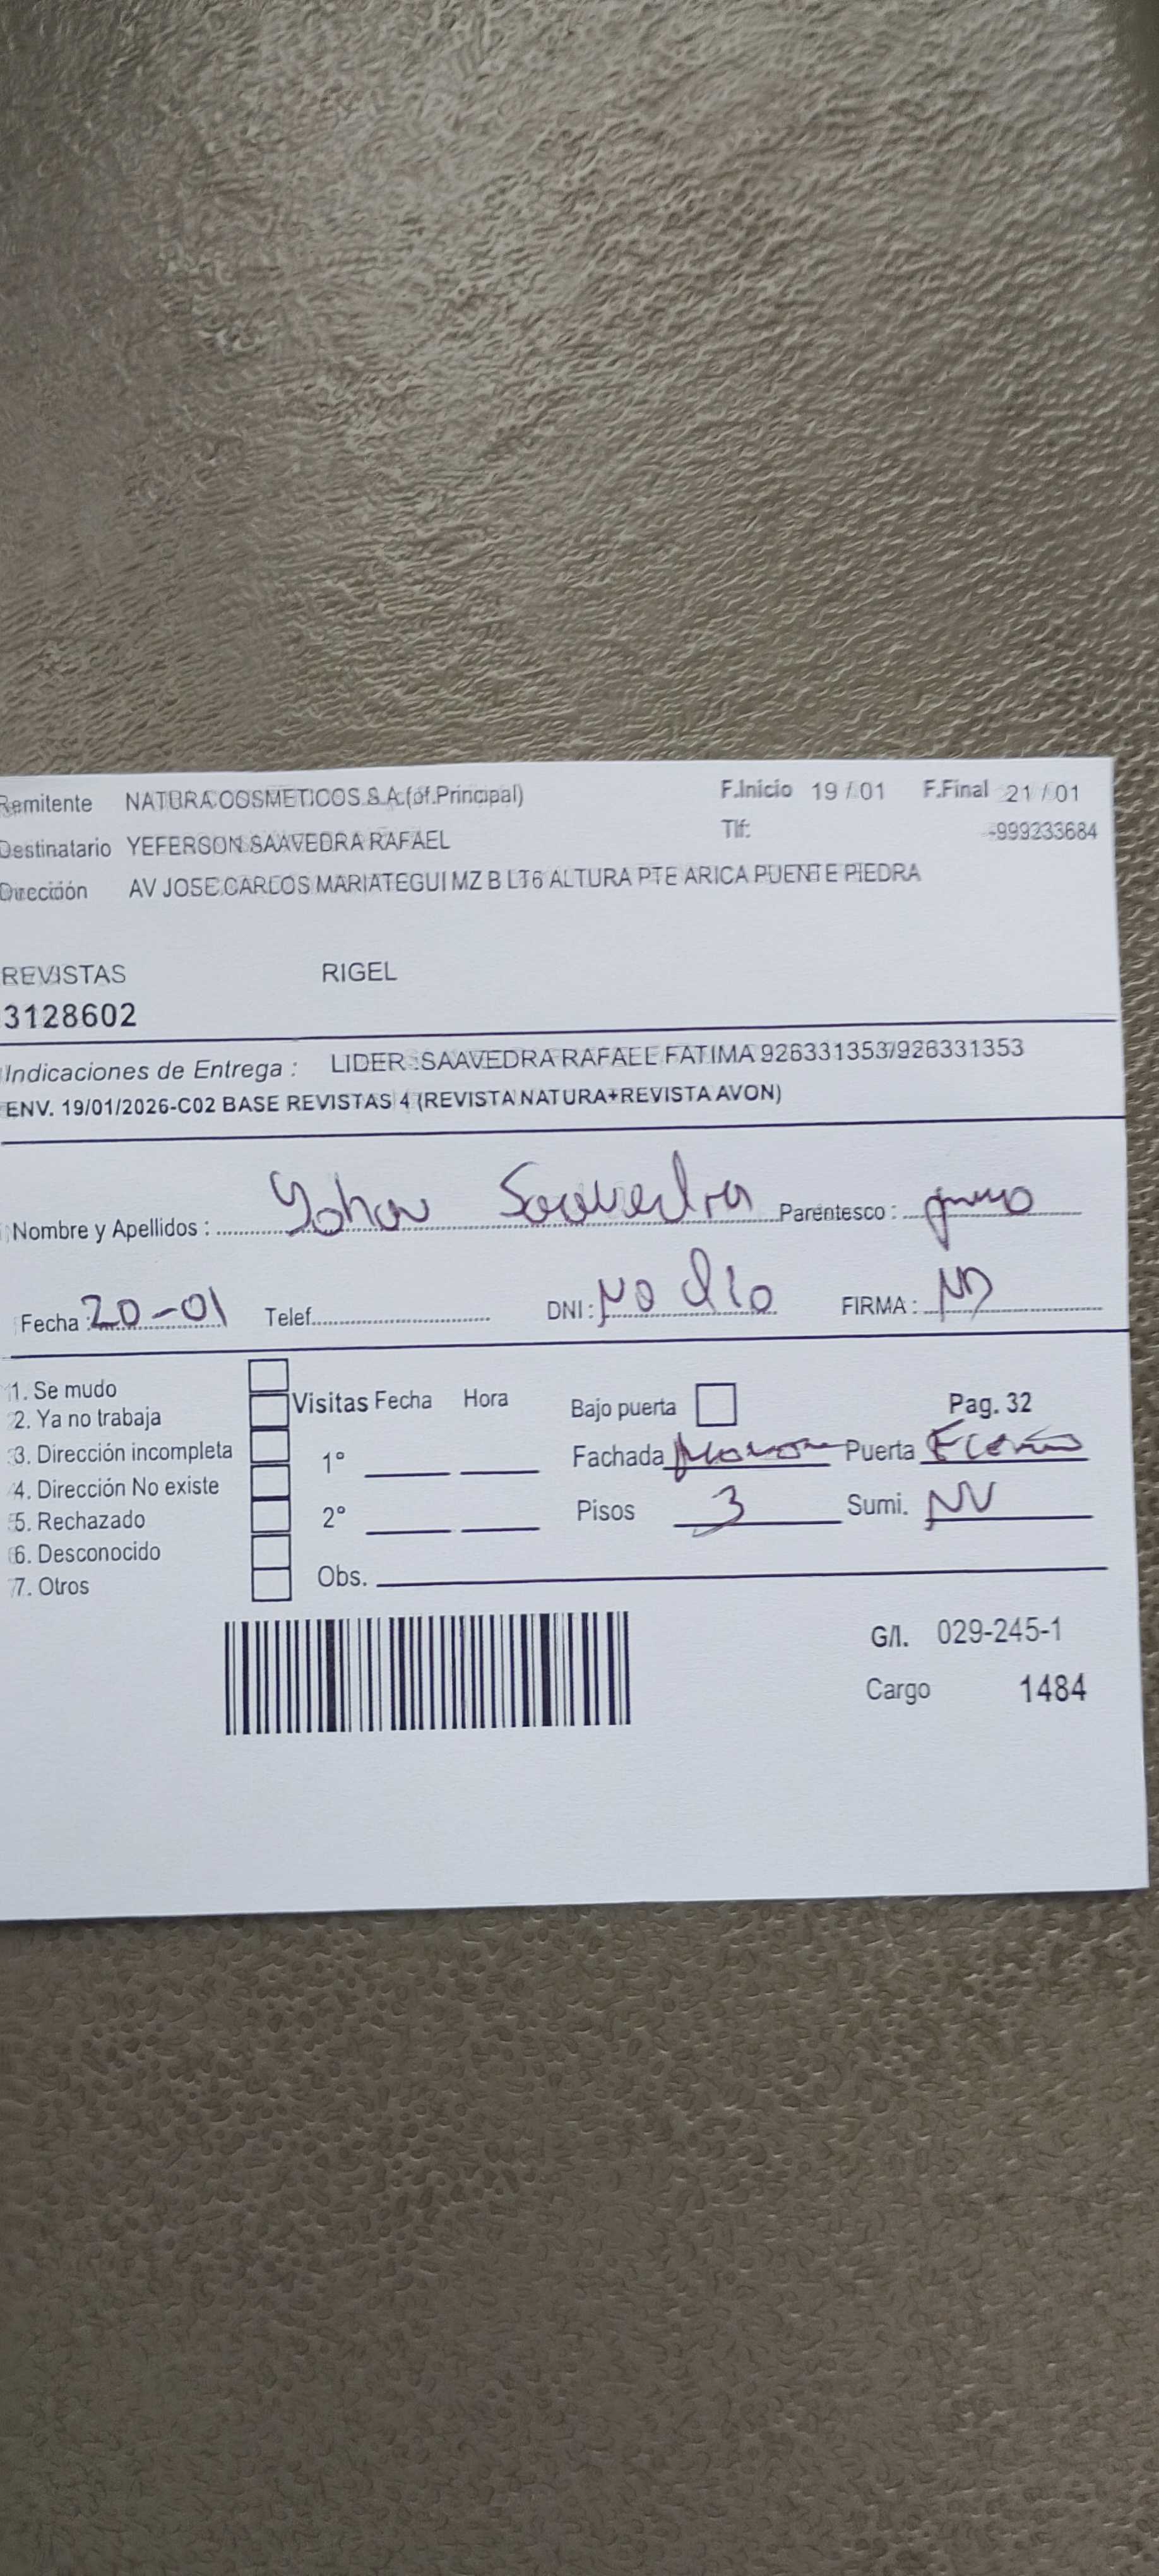 Remitente NATURA COSMETICOS S.A.(of.Principal) F.Inicio 19 / 01 F.Final 21 / 01
Destinatario YEFERSON SAAVEDRA RAFAEL Tlf: -999233684
Dirección AV JOSE CARLOS MARIATEGUI MZ B LT6 ALTURA PTE ARICA PUENTE PIEDRA
REVISTAS RIGEL
3128602
Indicaciones de Entrega : LIDER :SAAVEDRA RAFAEL FATIMA 926331353/926331353
ENV. 19/01/2026-C02 BASE REVISTAS 4 (REVISTA NATURA+REVISTA AVON)
Nombre y Apellidos : Yohav Saavedra Parentesco :
Fecha : 20-01 Telef. DNI : NO dio FIRMA :
1. Se mudo
2. Ya no trabaja Visitas Fecha Hora Bajo puerta Pag. 32
3. Dirección incompleta 1° Fachada Puerta
4. Dirección No existe
5. Rechazado 2° Pisos 3 Sumi. NV
6. Desconocido
7. Otros Obs.
G/I. 029-245-1
Cargo 1484